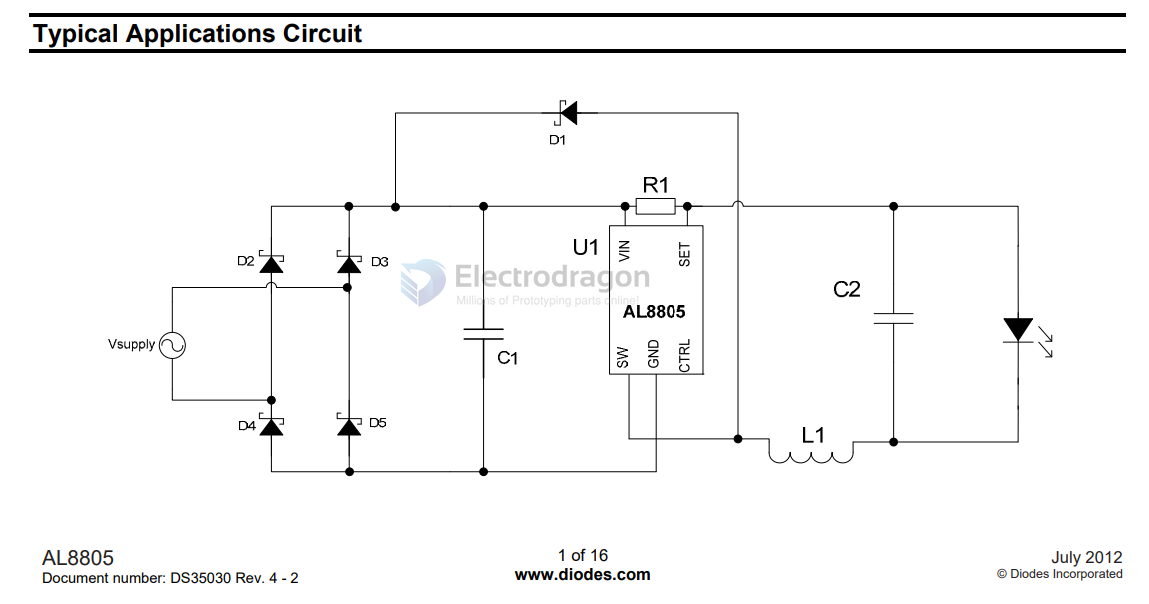 Typical Applications Circuit
D1
R1
U1
VIN
SET
D2
D3
Electrodragon
Millions of Prototyping parts online!
C2
AL8805
Vsupply
C1
SW
GND
CTRL
D4
D5
L1
AL8805
1 of 16
July 2012
Document number: DS35030 Rev. 4 - 2
www.diodes.com
© Diodes Incorporated